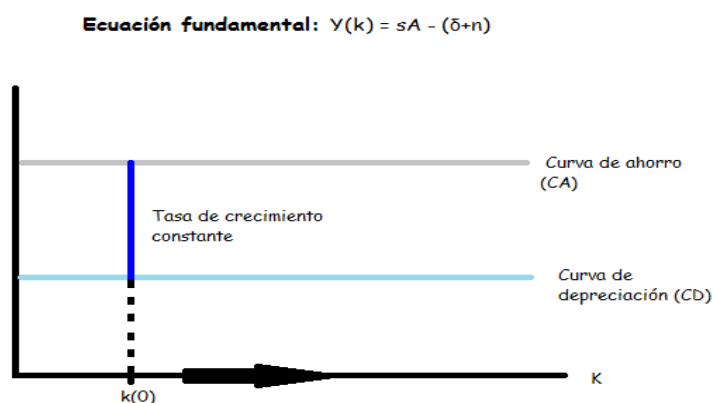 Ecuación fundamental: Y(k) = sA - (δ+n)
Curva de ahorro
(CA)
Tasa de crecimiento
constante
Curva de
depreciación (CD)
K
k(0)